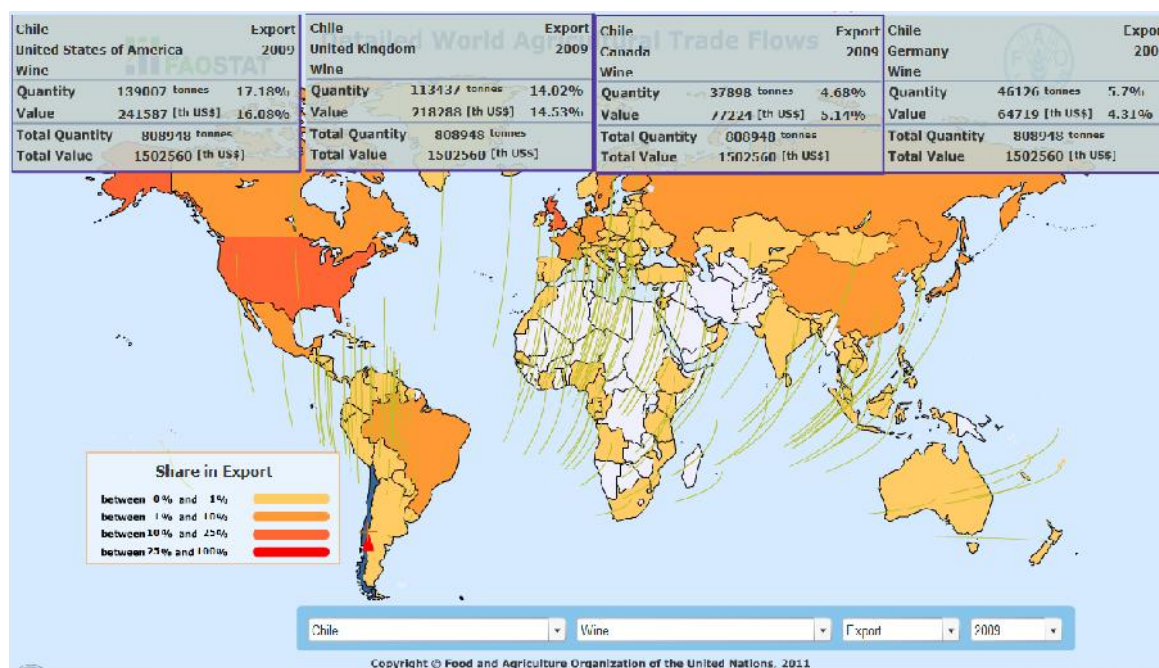 Detailed World Agricultural Trade Flows
FAOSTAT
Chile Export
United States of America 2009
Wine
Quantity 139007 tonnes 17.18%
Value 241587 [th US$] 16.08%
Total Quantity 808948 tonnes
Total Value 1502560 [th US$]
Chile Export
United Kingdom 2009
Wine
Quantity 113437 tonnes 14.02%
Value 218288 [th US$] 14.53%
Total Quantity 808948 tonnes
Total Value 1502560 [th US$]
Chile Export
Canada 2009
Wine
Quantity 37898 tonnes 4.68%
Value 77224 [th US$] 5.14%
Total Quantity 808948 tonnes
Total Value 1502560 [th US$]
Chile Export
Germany 200
Wine
Quantity 46126 tonnes 5.7%
Value 64719 [th US$] 4.31%
Total Quantity 808948 tonnes
Total Value 1502560 [th US$]
Share in Export
between 0% and 1%
between 1% and 10%
between 10% and 25%
between 25% and 100%
Chile Wine Export 2009
Copyright © Food and Agriculture Organization of the United Nations, 2011